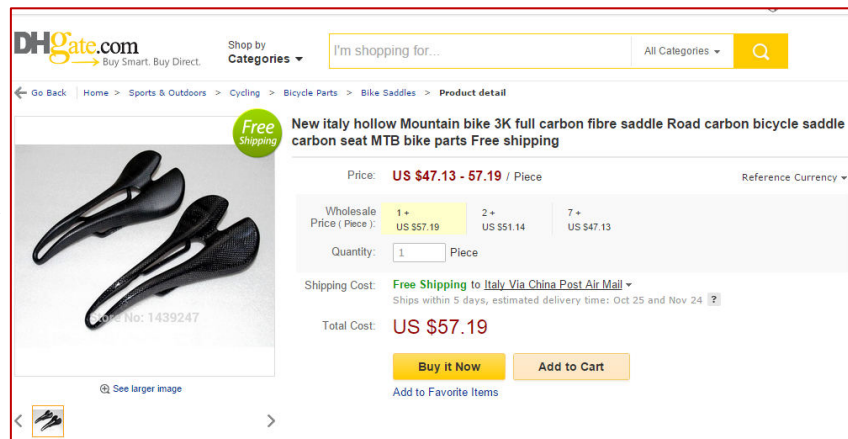 DHgate.com
Buy Smart. Buy Direct.
Shop by
Categories
I'm shopping for...
All Categories
Go Back Home > Sports & Outdoors > Cycling > Bicycle Parts > Bike Saddles > Product detail
Free
Shipping
New italy hollow Mountain bike 3K full carbon fibre saddle Road carbon bicycle saddle
carbon seat MTB bike parts Free shipping
Price: US $47.13 - 57.19 / Piece
Reference Currency
Wholesale
Price ( Piece ):
1 +
US $57.19
2 +
US $51.14
7 +
US $47.13
Quantity: 1 Piece
Shipping Cost: Free Shipping to Italy Via China Post Air Mail
Ships within 5 days, estimated delivery time: Oct 25 and Nov 24 ?
Total Cost: US $57.19
Buy it Now
Add to Cart
Add to Favorite Items
Store No: 1439247
See larger image